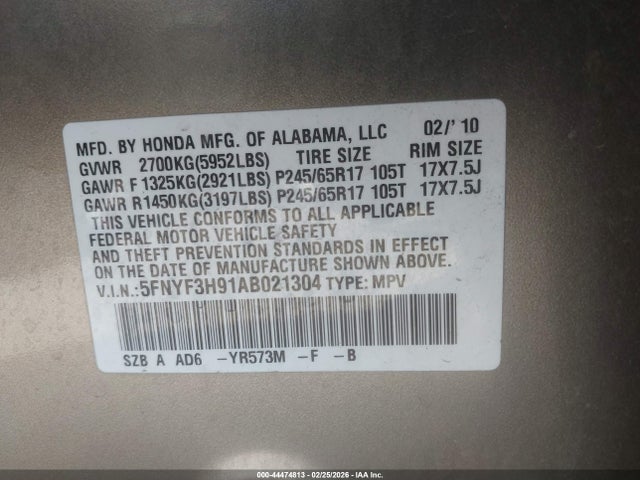 MFD. BY HONDA MFG. OF ALABAMA, LLC 02/'10
GVWR 2700KG(5952LBS) TIRE SIZE RIM SIZE
GAWR F 1325KG(2921LBS) P245/65R17 105T 17X7.5J
GAWR R1450KG(3197LBS) P245/65R17 105T 17X7.5J
THIS VEHICLE CONFORMS TO ALL APPLICABLE
FEDERAL MOTOR VEHICLE SAFETY
AND THEFT PREVENTION STANDARDS IN EFFECT
ON THE DATE OF MANUFACTURE SHOWN ABOVE.
V.I.N.:5FNYF3H91AB021304 TYPE: MPV
SZB A AD6 -YR573M -F -B
000-44474813 - 02/25/2026 - IAA Inc.